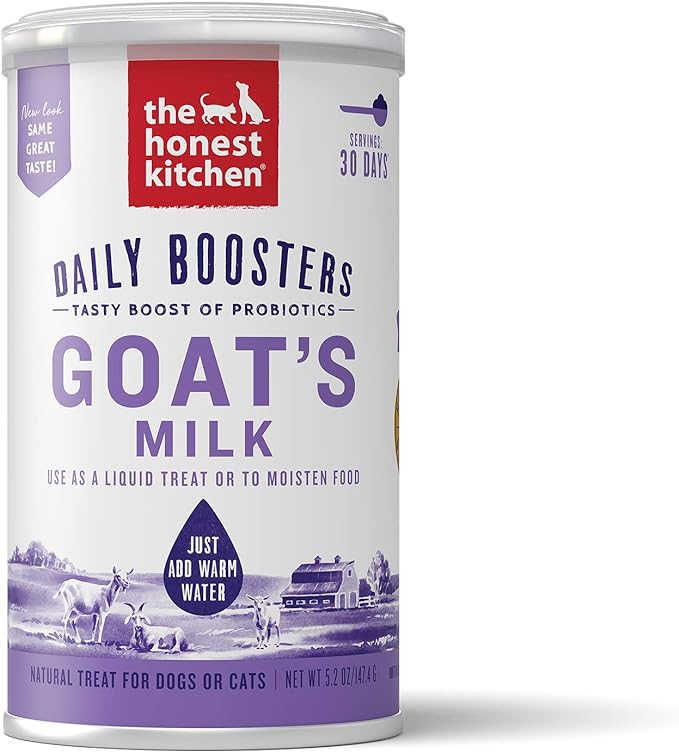 New look
SAME
GREAT
TASTE!
the
honest
kitchen®
SERVINGS:
30 DAYS*
DAILY BOOSTERS
TASTY BOOST OF PROBIOTICS
GOAT'S
MILK
USE AS A LIQUID TREAT OR TO MOISTEN FOOD
JUST
ADD WARM
WATER
NATURAL TREAT FOR DOGS OR CATS | NET WT 5.2 OZ/147.4 G